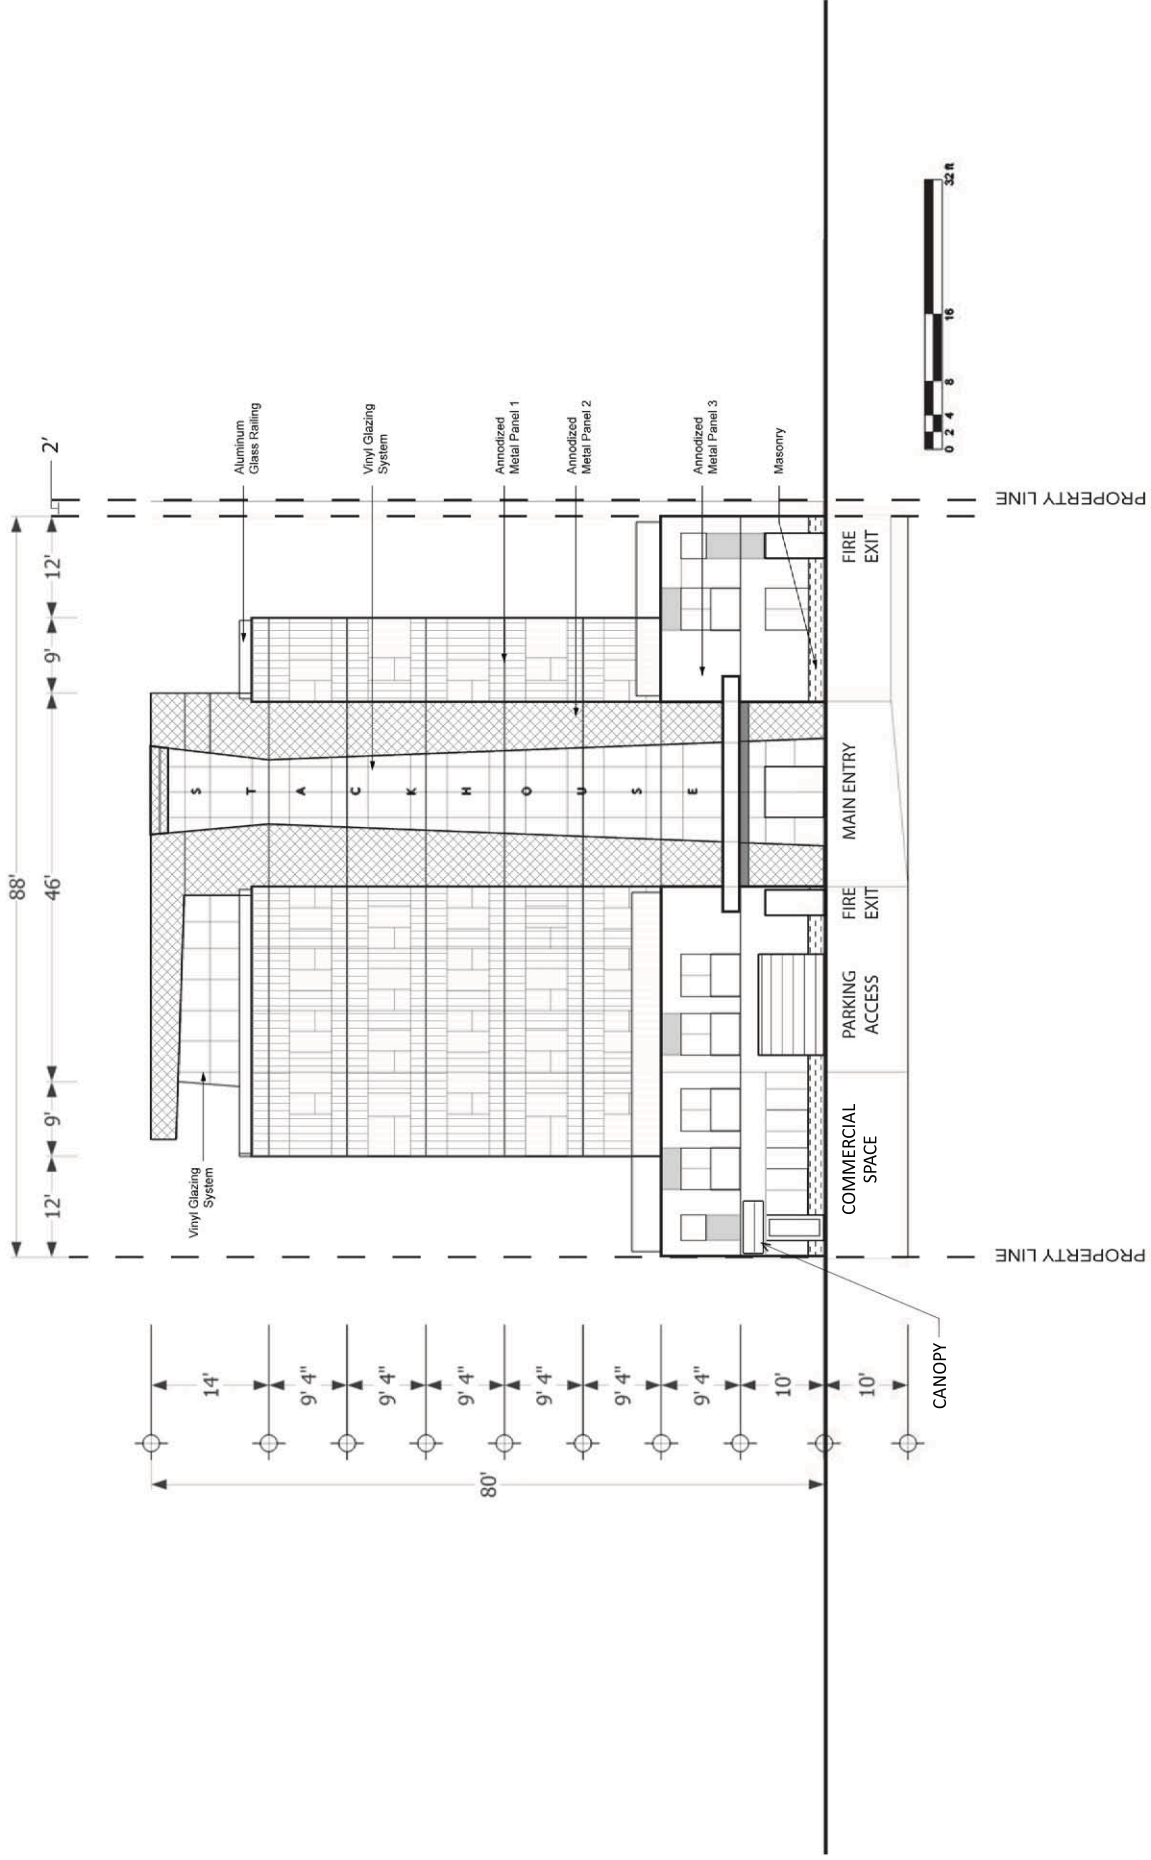 88'
12'
9'
46'
9'
12'
2'
Aluminum
Glass Railing
Vinyl Glazing
System
Annodized
Metal Panel 1
Annodized
Metal Panel 2
Annodized
Metal Panel 3
Masonry
Vinyl Glazing
System
S
T
A
C
K
H
O
U
S
E
14'
9' 4"
9' 4"
9' 4"
9' 4"
9' 4"
9' 4"
10'
10'
80'
CANOPY
COMMERCIAL
SPACE
PARKING
ACCESS
FIRE
EXIT
MAIN ENTRY
FIRE
EXIT
PROPERTY LINE
PROPERTY LINE
0 2 4 8 16 32 ft